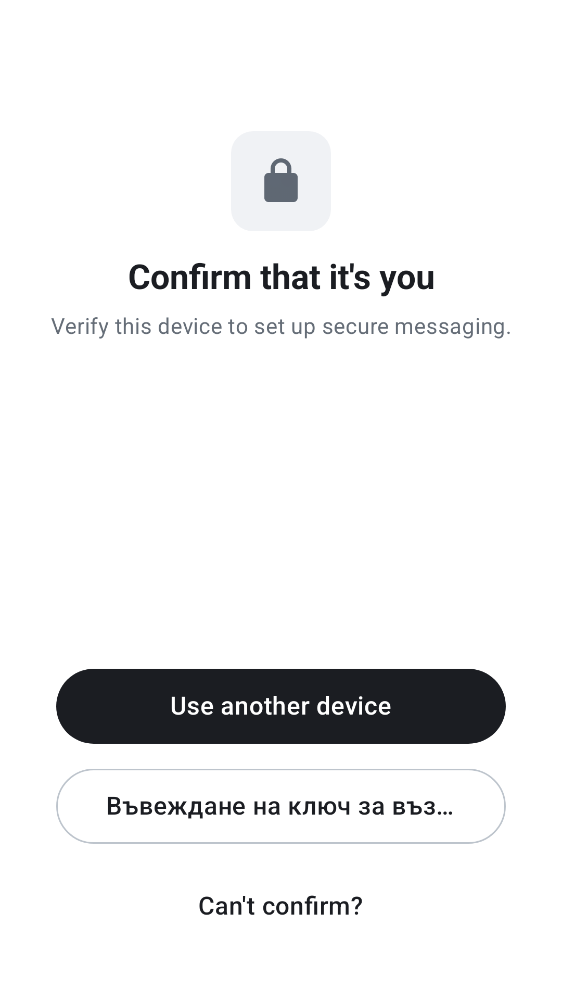 Confirm that it's you
Verify this device to set up secure messaging.
Use another device
Въвеждане на ключ за въз...
Can't confirm?